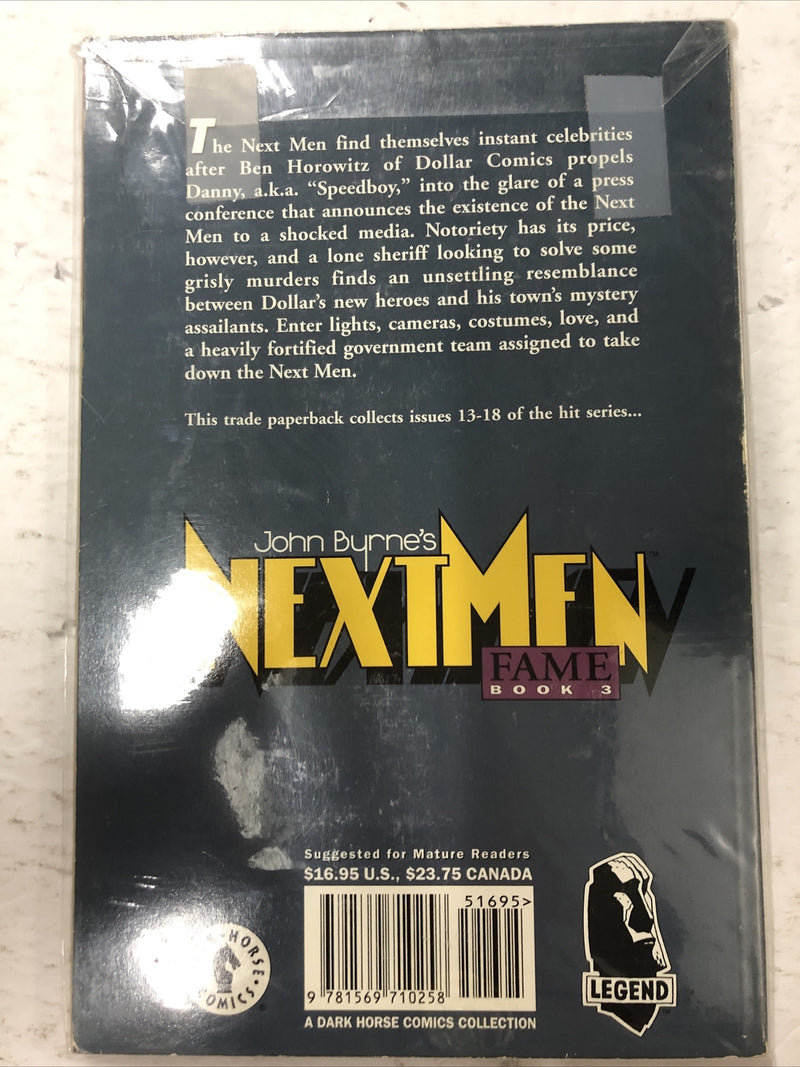 The Next Men find themselves instant celebrities
after Ben Horowitz of Dollar Comics propels
Danny, a.k.a. “Speedboy,” into the glare of a press
conference that announces the existence of the Next
Men to a shocked media. Notoriety has its price,
however, and a lone sheriff looking to solve some
grisly murders finds an unsettling resemblance
between Dollar’s new heroes and his town’s mystery
assailants. Enter lights, cameras, costumes, love, and
a heavily fortified government team assigned to take
down the Next Men.
This trade paperback collects issues 13-18 of the hit series...
John Byrne’s
NEXT MEN™
FAME
BOOK 3
Suggested for Mature Readers
$16.95 U.S., $23.75 CANADA
51695>
9 781569 710258
A DARK HORSE COMICS COLLECTION
HORSE
COMICS
®
LEGEND
™